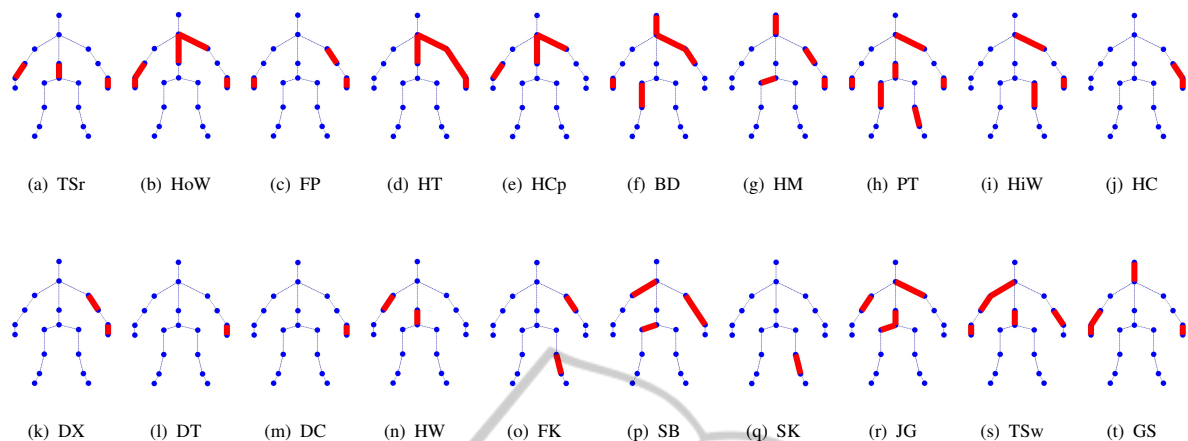 (a) TSr (b) HoW (c) FP (d) HT (e) HCp (f) BD (g) HM (h) PT (i) HiW (j) HC
(k) DX (l) DT (m) DC (n) HW (o) FK (p) SB (q) SK (r) JG (s) TSw (t) GS